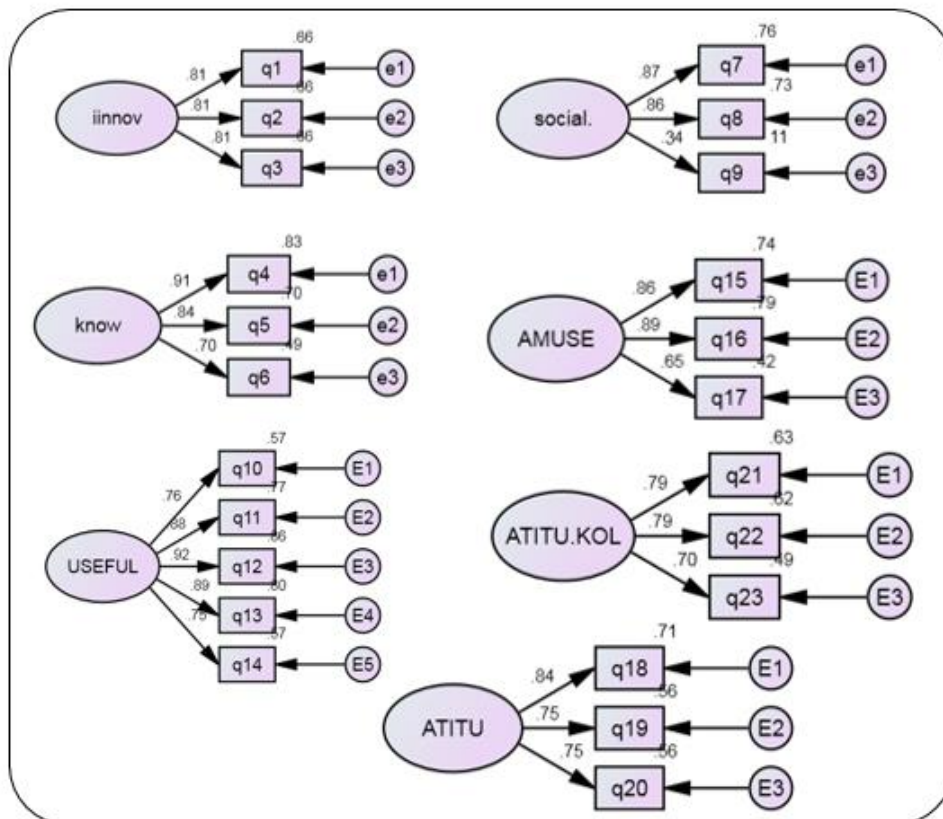 .66
.81 q1 e1
.66
iinnov .81 q2 e2
.66
.81 q3 e3
.76
.87 q7 e1
.73
social. .86 q8 e2
11
.34 q9 e3
.83
.91 q4 e1
.70
know .84 q5 e2
.49
.70 q6 e3
.74
.86 q15 E1
.79
AMUSE .89 q16 E2
.42
.65 q17 E3
.57
.76 q10 E1
.77
.88 q11 E2
USEFUL .92 q12 E3
.80
.89 q13 E4
.57
.75 q14 E5
.63
.79 q21 E1
.62
ATITU.KOL .79 q22 E2
.49
.70 q23 E3
.71
.84 q18 E1
.56
ATITU .75 q19 E2
.56
.75 q20 E3